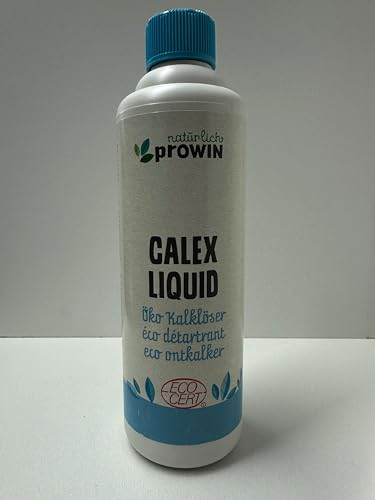 natürlich
proWIN
CALEX
LIQUID
Öko Kalklöser
éco détartrant
eco ontkalker
ECO
CERT®